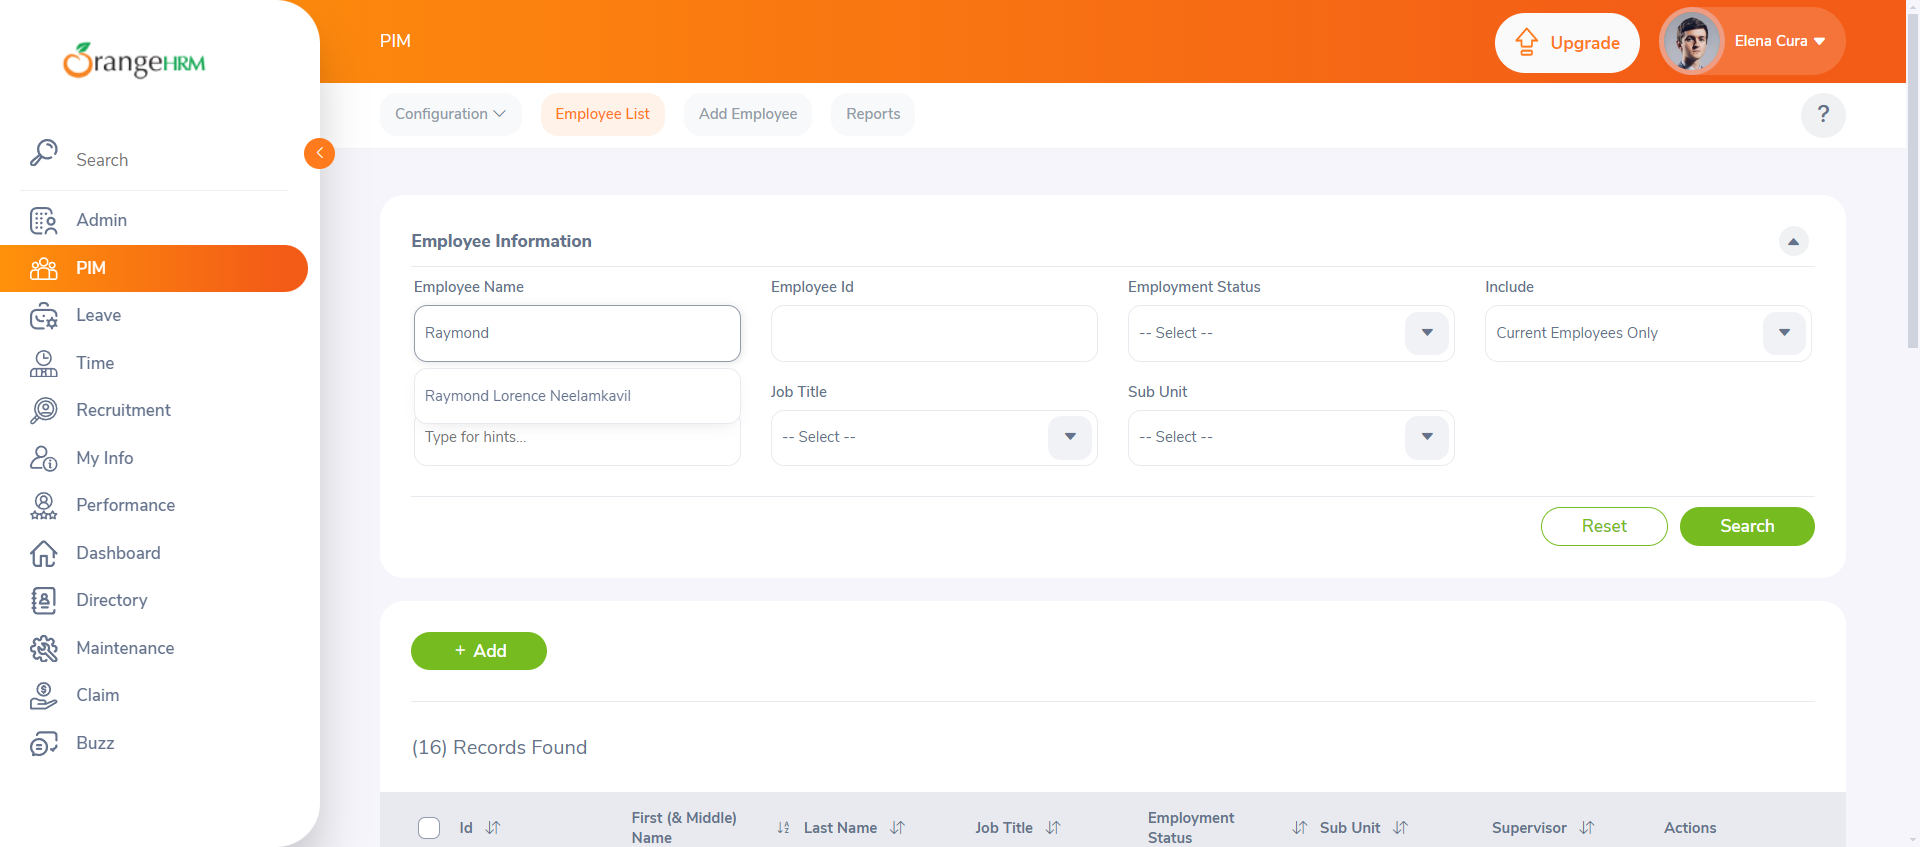 OrangeHRM
PIM
Upgrade
Elena Cura
Configuration
Employee List
Add Employee
Reports
?
Search
Admin
PIM
Leave
Time
Recruitment
My Info
Performance
Dashboard
Directory
Maintenance
Claim
Buzz
Employee Information
Employee Name
Employee Id
Employment Status
Include
Raymond
-- Select --
Current Employees Only
Raymond Lorence Neelamkavil
Job Title
Sub Unit
Type for hints...
-- Select --
-- Select --
Reset
Search
+ Add
(16) Records Found
Id
First (& Middle)
Name
Last Name
Job Title
Employment
Status
Sub Unit
Supervisor
Actions